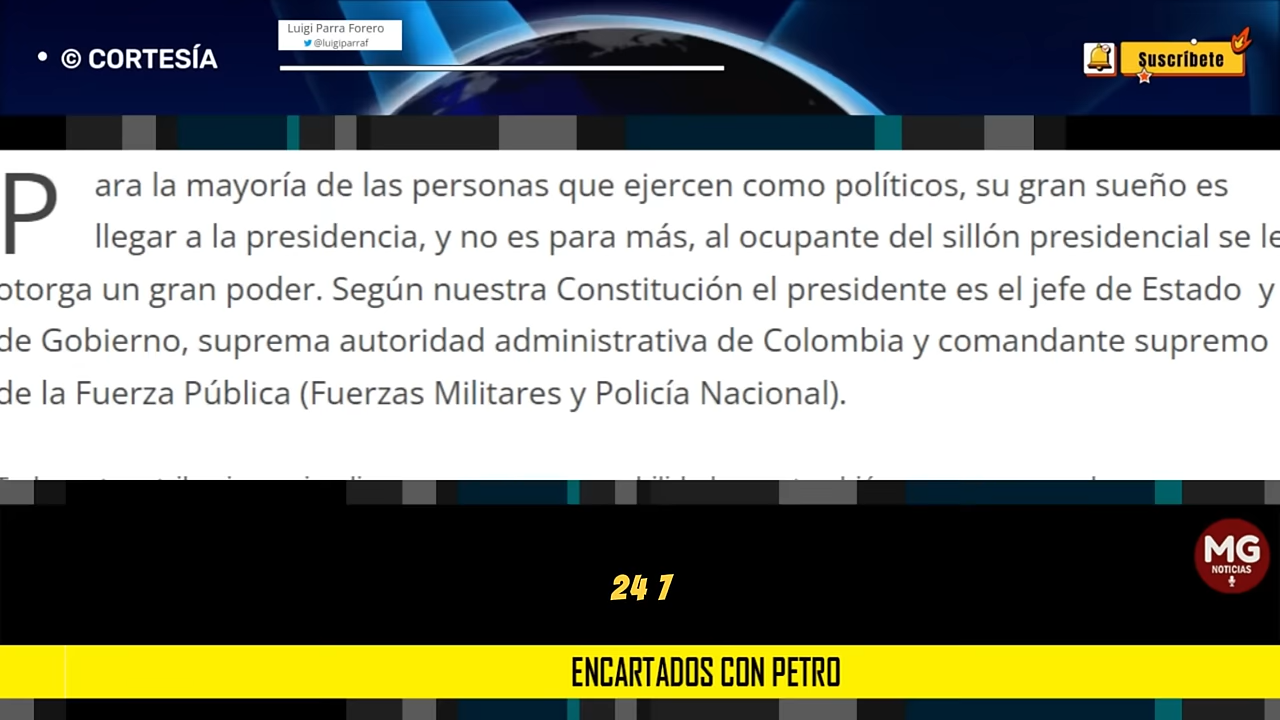 Luigi Parra Forero
@luigiparraf
• © CORTESÍA
Suscríbete
Para la mayoría de las personas que ejercen como políticos, su gran sueño es
llegar a la presidencia, y no es para más, al ocupante del sillón presidencial se le
otorga un gran poder. Según nuestra Constitución el presidente es el jefe de Estado y
de Gobierno, suprema autoridad administrativa de Colombia y comandante supremo
de la Fuerza Pública (Fuerzas Militares y Policía Nacional).
MG
NOTICIAS
24 7
ENCARTADOS CON PETRO